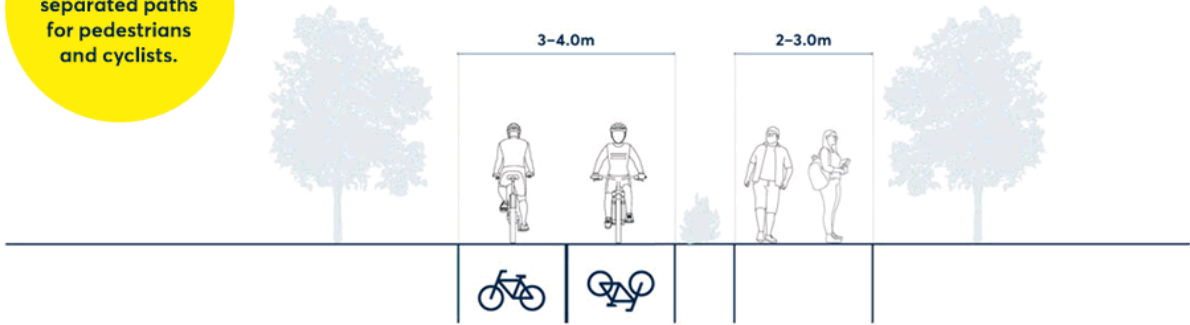 separated paths
for pedestrians
and cyclists.
3–4.0m
2–3.0m